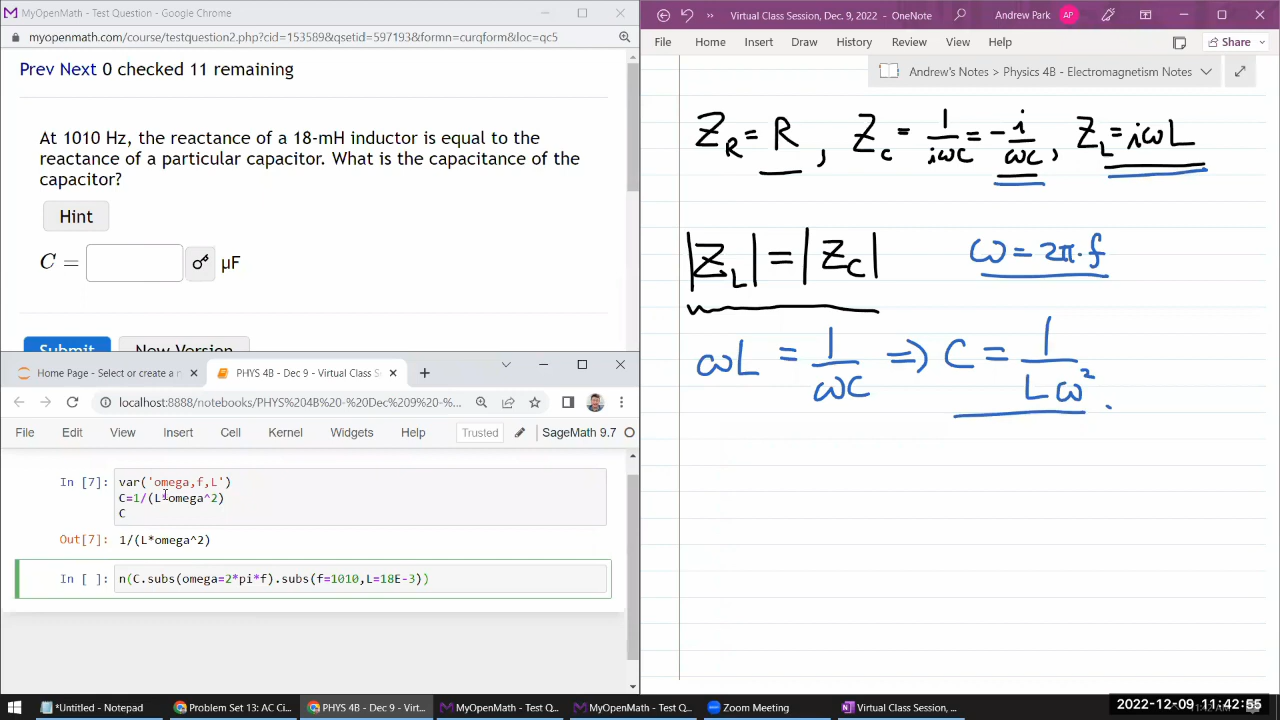 MyOpenMath - Test Question - Google Chrome
myopenmath.com/course/testquestion2.php?cid=153589&qsetid=597193&formn=curqform&loc=qc5
Prev Next 0 checked 11 remaining
At 1010 Hz, the reactance of a 18-mH inductor is equal to the
reactance of a particular capacitor. What is the capacitance of the
capacitor?
Hint
C = μF
Submit New Version
Home Page: Select or create a n
PHYS 4B - Dec 9 - Virtual Class S
localhost:8888/notebooks/PHYS%204B%20-%20Dec%209%20-%...
File Edit View Insert Cell Kernel Widgets Help Trusted SageMath 9.7
In [7]: var('omega,f,L')
C=1/(L*omega^2)
C
Out[7]: 1/(L*omega^2)
In [ ]: n(C.subs(omega=2*pi*f).subs(f=1010,L=18E-3))
Virtual Class Session, Dec. 9, 2022 - OneNote
Andrew Park AP
File Home Insert Draw History Review View Help Share
Andrew's Notes > Physics 4B - Electromagnetism Notes
Z_R = R , Z_C = 1/(iωC) = -i/(ωC), Z_L = iωL
|Z_L| = |Z_C| ω = 2π·f
ωL = 1/(ωC) ⇒ C = 1/(Lω²).
*Untitled - Notepad
Problem Set 13: AC Ci...
PHYS 4B - Dec 9 - Virt...
MyOpenMath - Test Qu...
MyOpenMath - Test Qu...
Zoom Meeting
Virtual Class Session, ...
2022-12-09 11:42:55